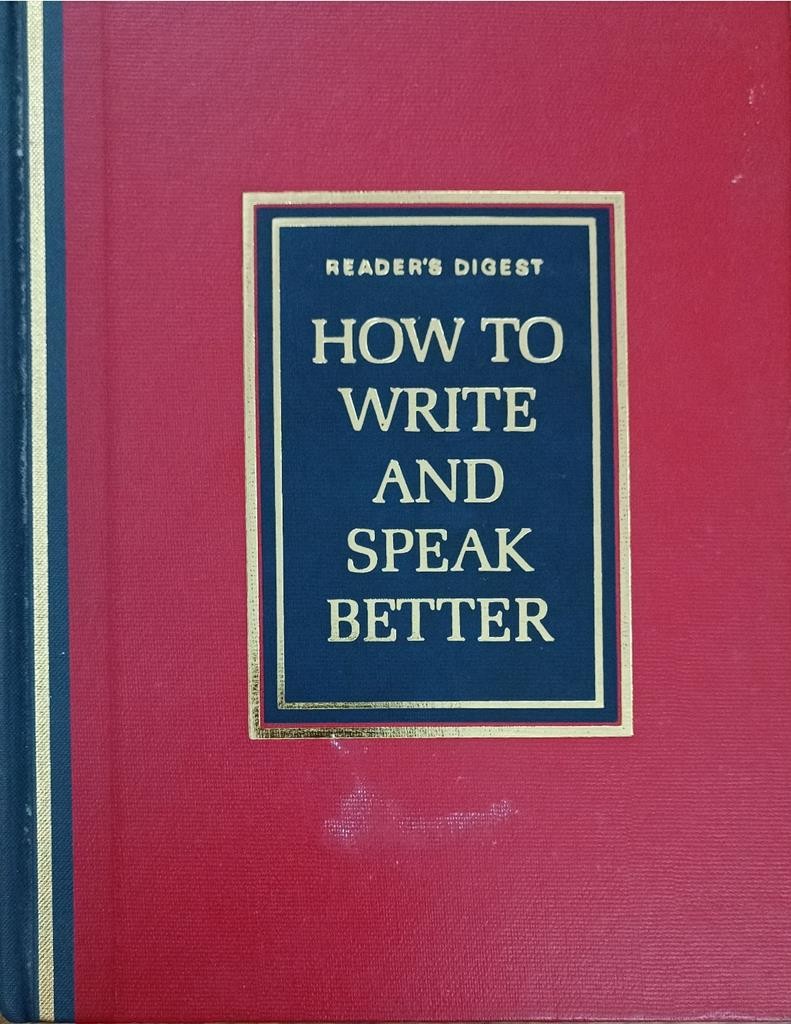 READER'S DIGEST
HOW TO
WRITE
AND
SPEAK
BETTER